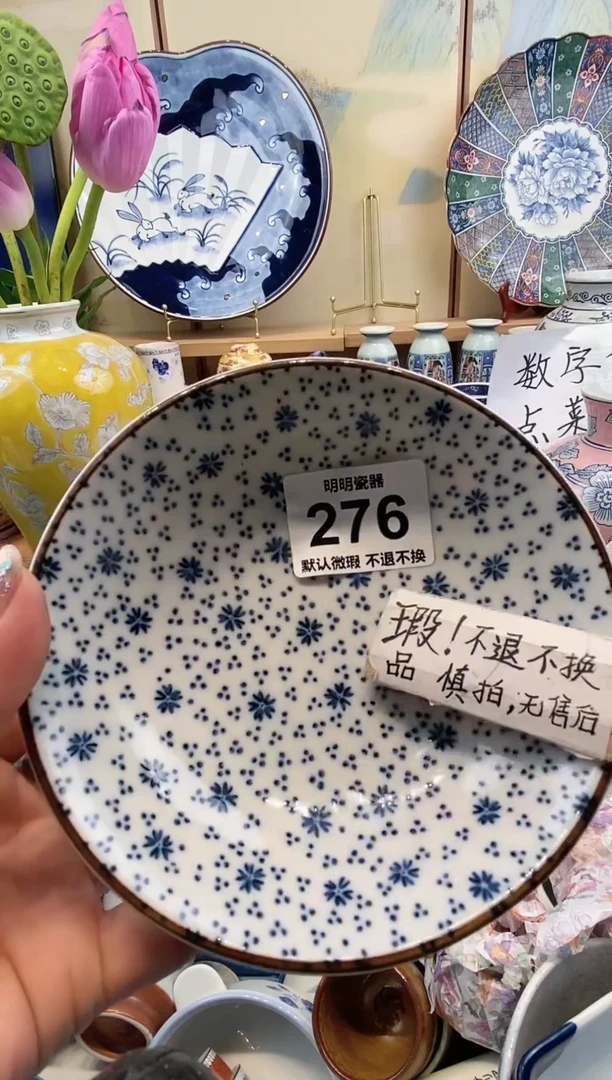 数字
点菜
明明瓷器
276
默认微瑕 不退不换
瑕!不退不换
品 慎拍,无售后